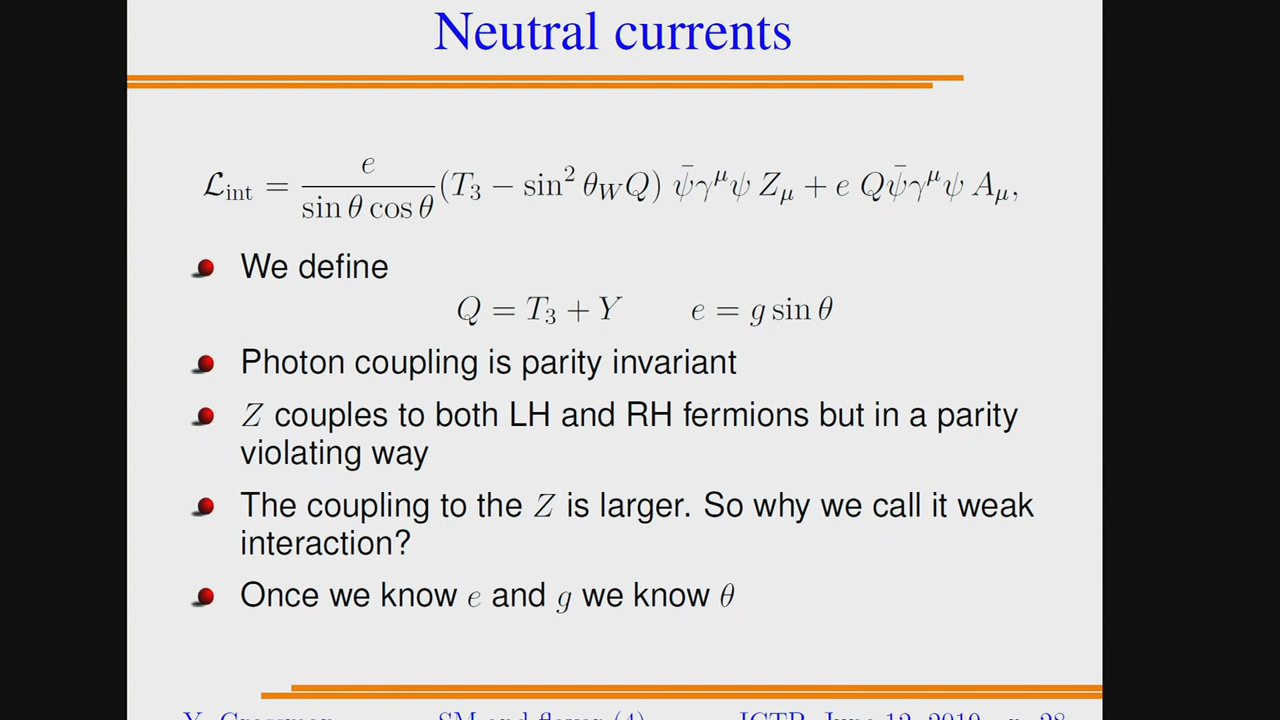 Neutral currents
ℒ_int = e/(sin θ cos θ) (T₃ − sin² θ_W Q) ψ̄γ^μψ Z_μ + e Qψ̄γ^μψ A_μ,
We define
Q = T₃ + Y e = g sin θ
Photon coupling is parity invariant
Z couples to both LH and RH fermions but in a parity
violating way
The coupling to the Z is larger. So why we call it weak
interaction?
Once we know e and g we know θ
Y. Grossman SM and flavor (4) ICTP, June 12, 2010 p. 28